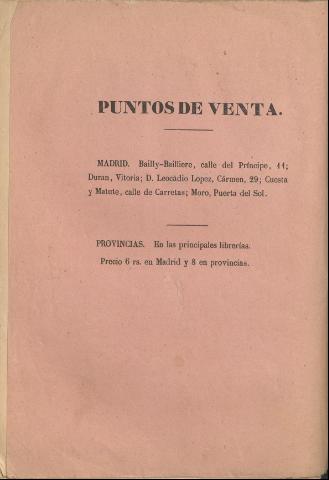 PUNTOS DE VENTA.
MADRID. Bailly-Bailliere, calle del Príncipe, 11;
Duran, Vitoria; D. Leocadio Lopez, Cármen, 29; Cuesta
y Matute, calle de Carretas; Moro, Puerta del Sol.
PROVINCIAS. En las principales librerías.
Precio 6 rs. en Madrid y 8 en provincias.